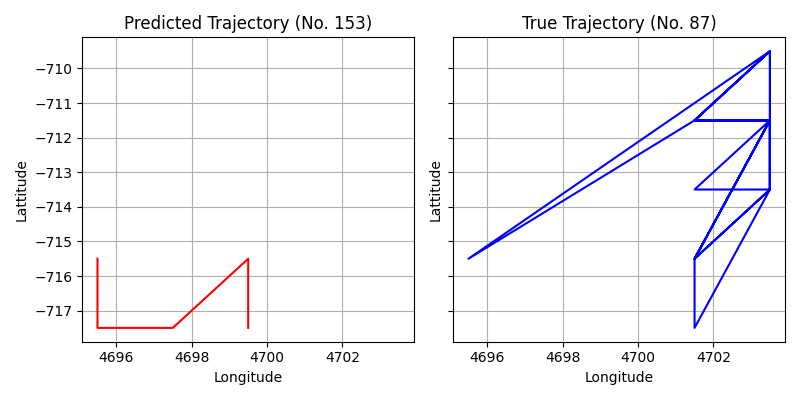 Predicted Trajectory (No. 153)
True Trajectory (No. 87)
−710
−711
−712
−713
−714
−715
−716
−717
Lattitude
Lattitude
4696 4698 4700 4702
4696 4698 4700 4702
Longitude
Longitude